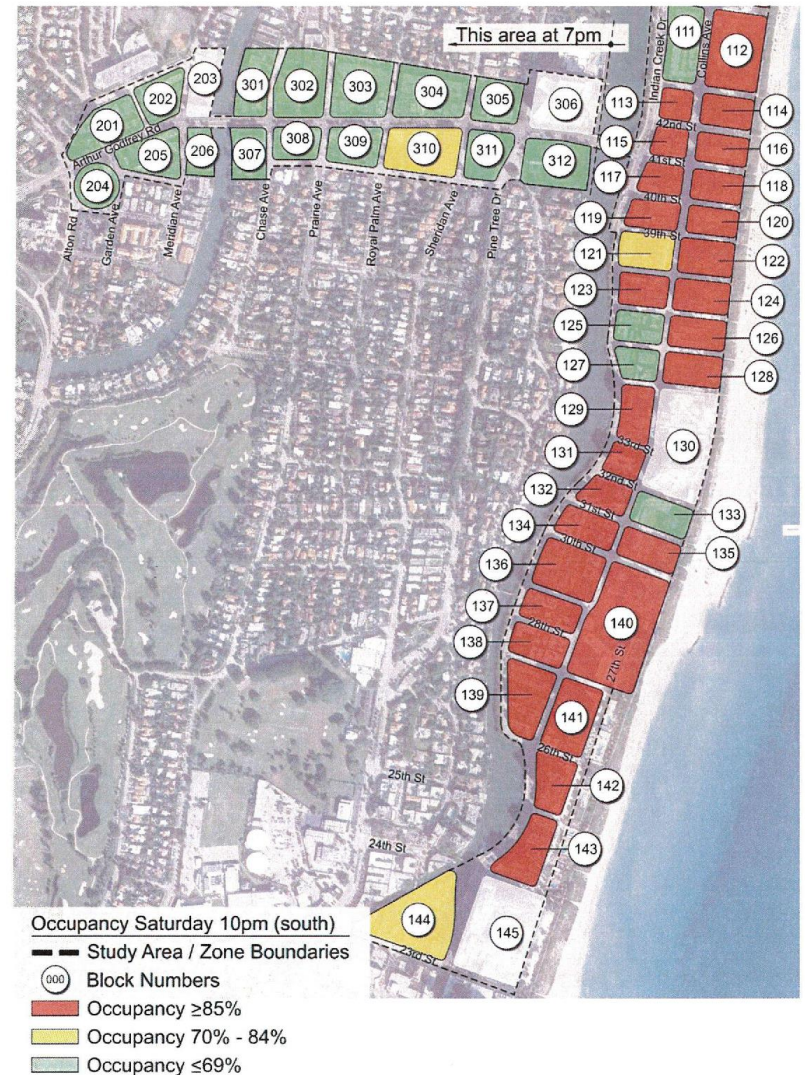 This area at 7pm
Indian Creek Dr.
Collins Ave
111
112
203
202
201
Arthur Godfrey Rd
204
205
206
301
302
303
304
305
306
307
308
309
310
311
312
Alton Rd
Garden Ave
Meridian Ave
Chase Ave
Prairie Ave
Royal Palm Ave
Sheridan Ave
Pine Tree Dr
113
114
42nd St
115
116
41st St
117
118
40th St
119
120
39th St
121
122
123
124
125
126
127
128
129
130
33rd St
131
32nd St
132
31st St
133
134
135
30th St
136
137
140
28th St
138
27th St
139
141
26th St
142
25th St
143
24th St
144
145
23rd St.
Occupancy Saturday 10pm (south)
Study Area / Zone Boundaries
000 Block Numbers
Occupancy ≥85%
Occupancy 70% - 84%
Occupancy ≤69%